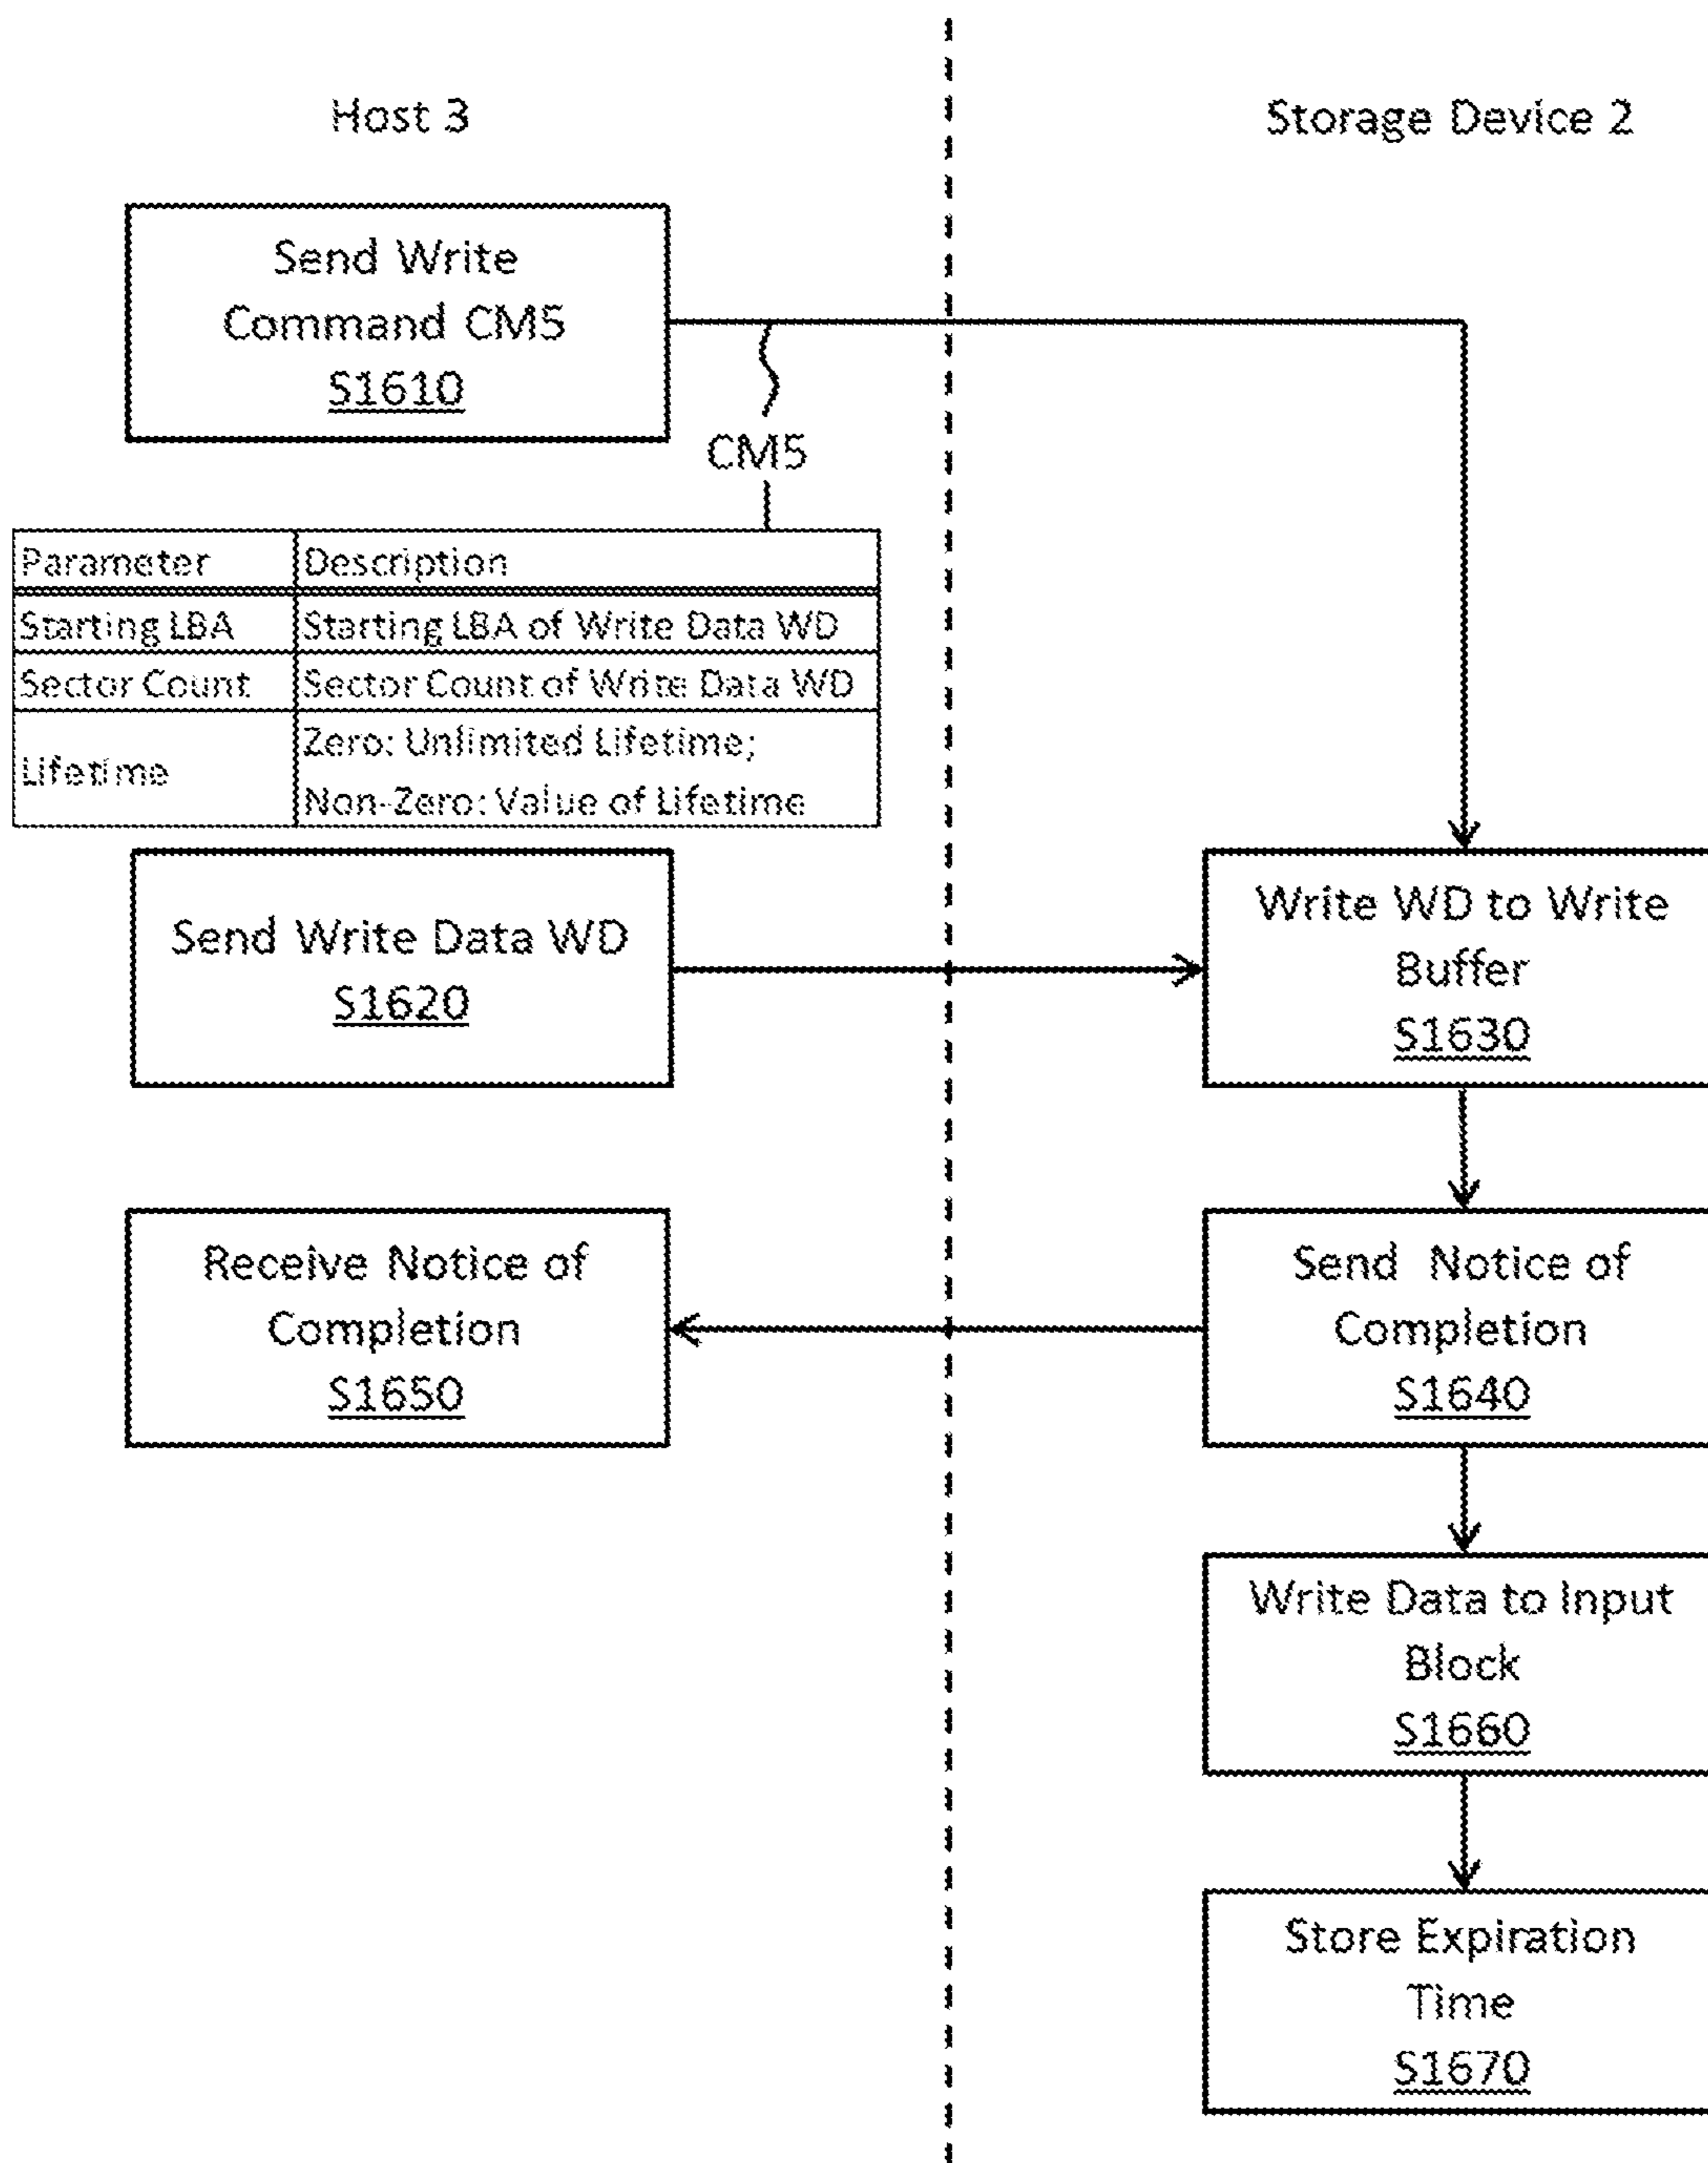 Host 3
Storage Device 2
Send Write
Command CM5
S1610
CM5
Parameter Description
Starting LBA Starting LBA of Write Data WD
Sector Count Sector Count of Write Data WD
Lifetime
Zero: Unlimited Lifetime;
Non-Zero: Value of Lifetime
Send Write Data WD
S1620
Write WD to Write
Buffer
S1630
Receive Notice of
Completion
S1650
Send Notice of
Completion
S1640
Write Data to Input
Block
S1660
Store Expiration
Time
S1670